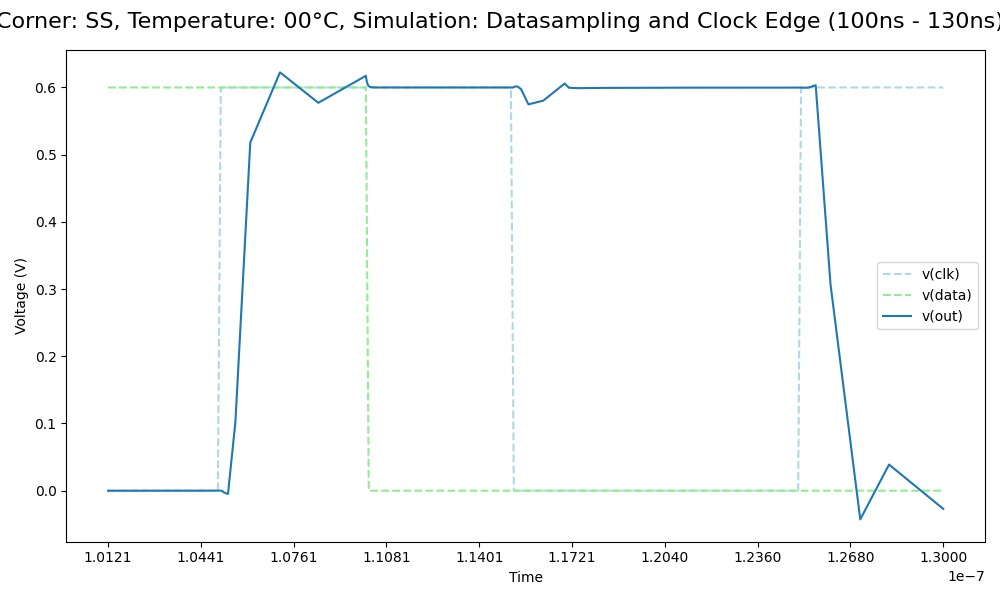 Corner: SS, Temperature: 00°C, Simulation: Datasampling and Clock Edge (100ns - 130ns)
0.6
0.5
0.4
0.3
0.2
0.1
0.0
Voltage (V)
v(clk)
v(data)
v(out)
1.0121 1.0441 1.0761 1.1081 1.1401 1.1721 1.2040 1.2360 1.2680 1.3000
1e−7
Time